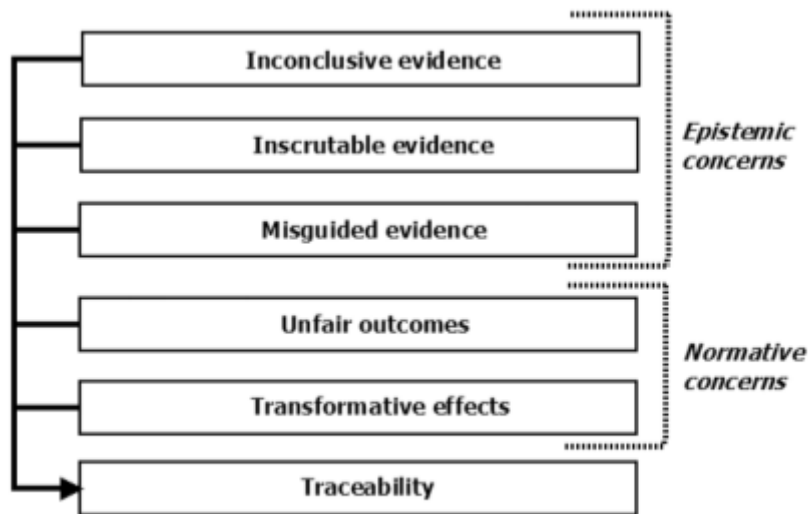 Inconclusive evidence
Inscrutable evidence
Epistemic
concerns
Misguided evidence
Unfair outcomes
Normative
concerns
Transformative effects
Traceability